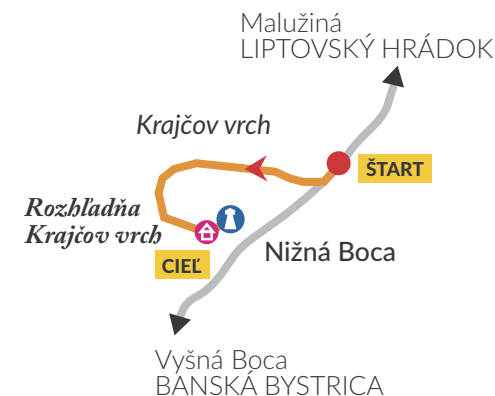 Malužiná
LIPTOVSKÝ HRÁDOK
Krajčov vrch
ŠTART
Rozhľadňa
Krajčov vrch
CIEĽ
Nižná Boca
Vyšná Boca
BANSKÁ BYSTRICA